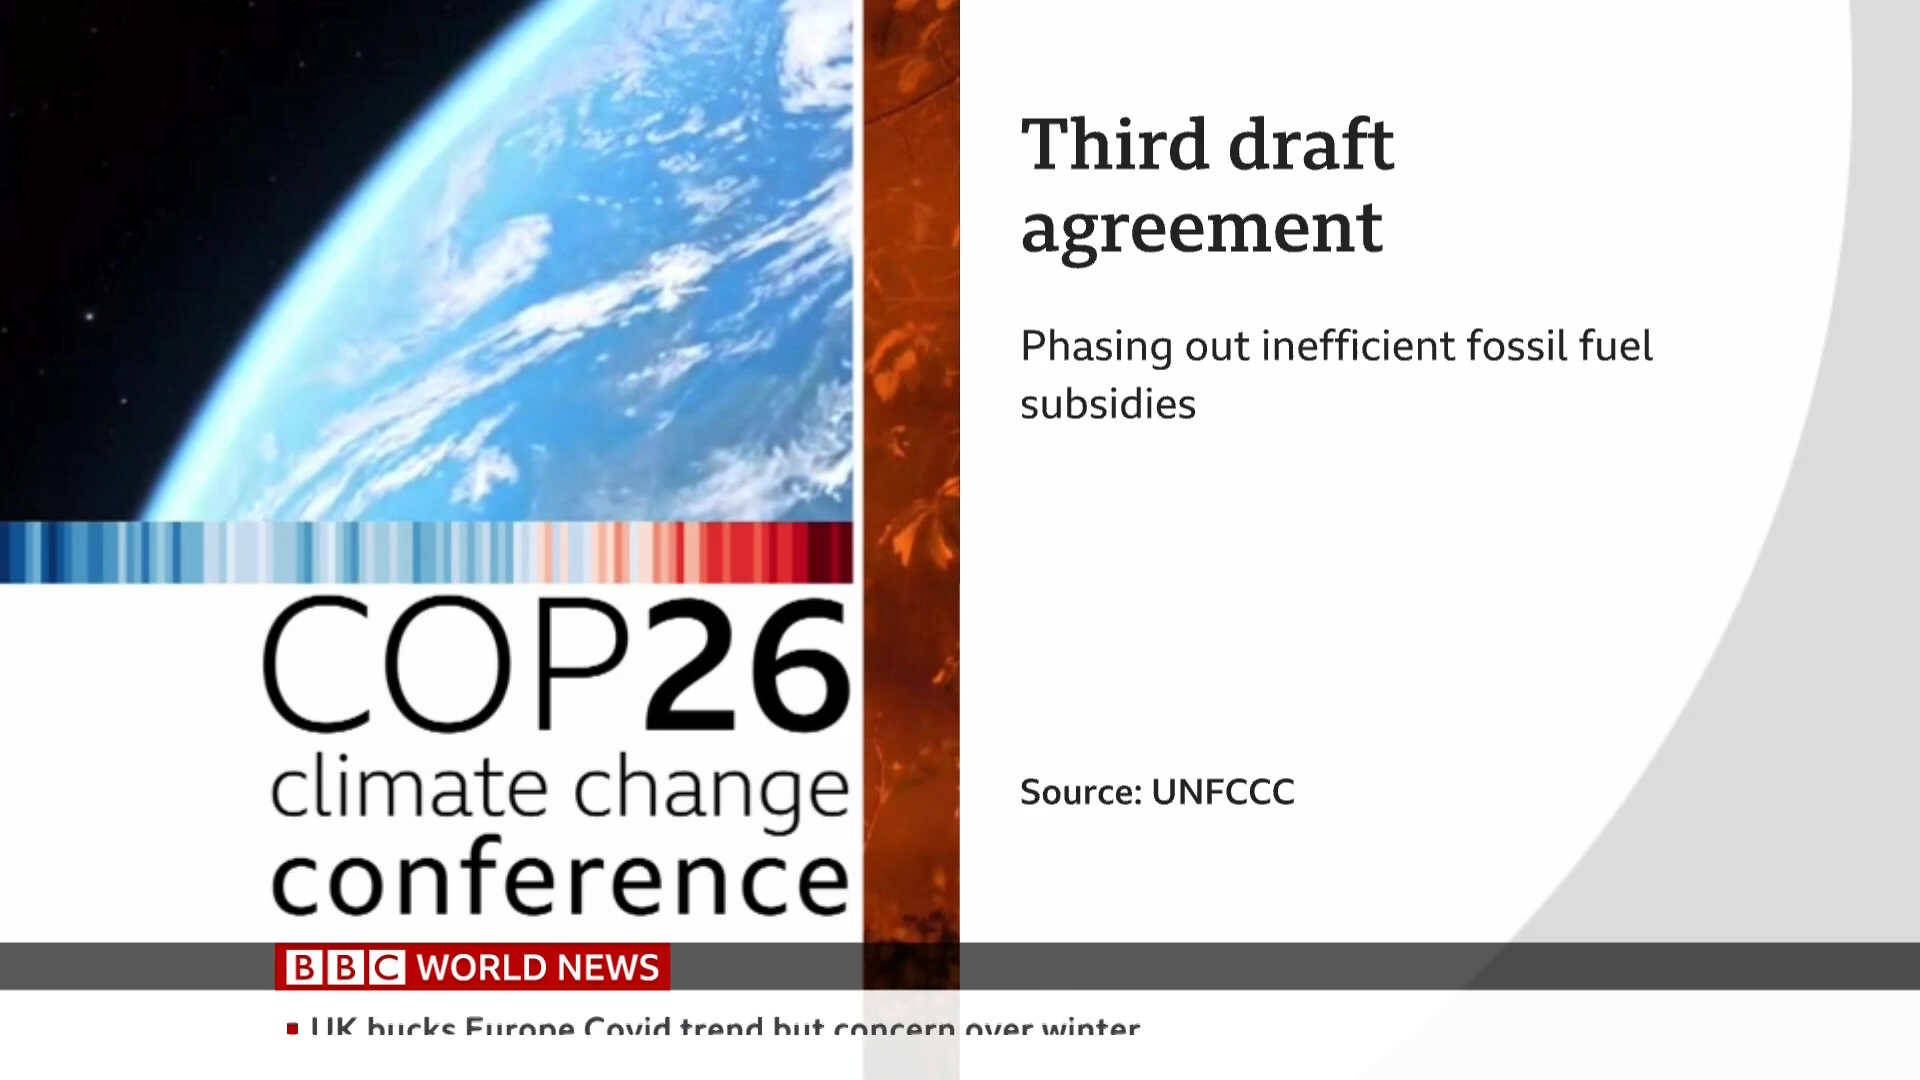 Third draft
agreement
Phasing out inefficient fossil fuel
subsidies
Source: UNFCCC
COP26
climate change
conference
BBC WORLD NEWS
UK bucks Europe Covid trend but concern over winter